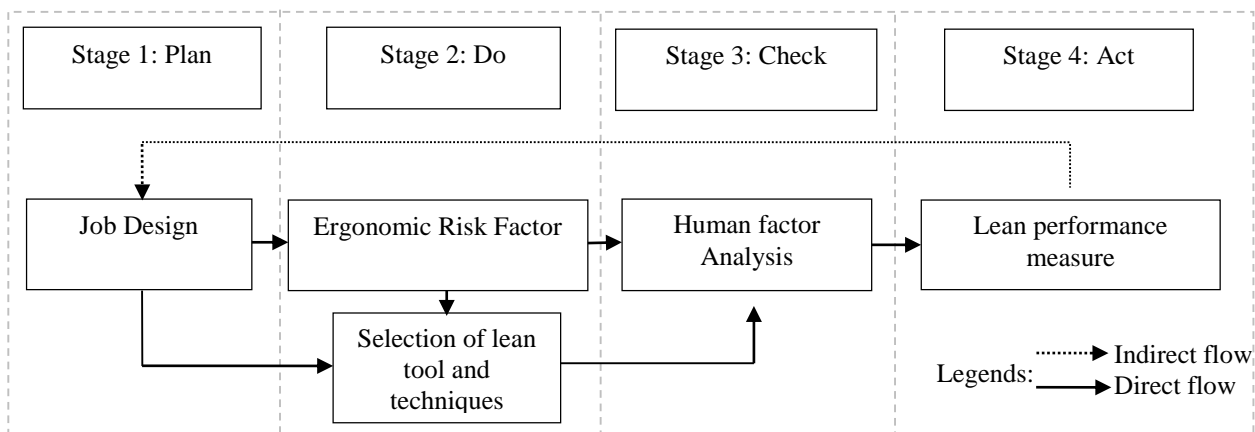 Stage 1: Plan
Stage 2: Do
Stage 3: Check
Stage 4: Act
Job Design
Ergonomic Risk Factor
Human factor
Analysis
Lean performance
measure
Selection of lean
tool and
techniques
Legends:
Indirect flow
Direct flow